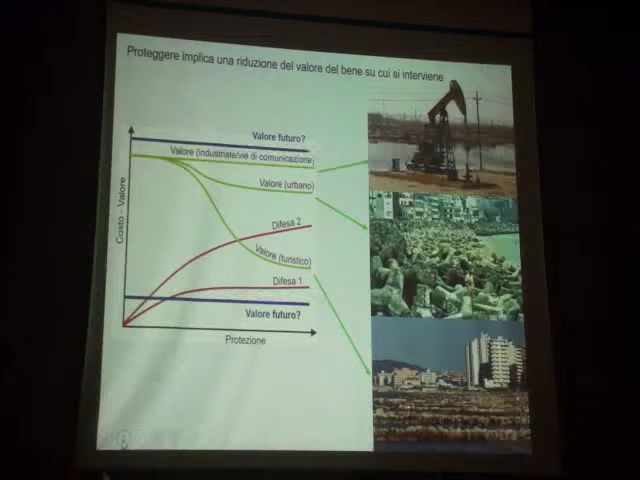 Proteggere implica una riduzione del valore del bene su cui si interviene
Valore futuro?
Valore (industriale/vie di comunicazione)
Valore (urbano)
Difesa 2
Valore (turistico)
Difesa 1
Valore futuro?
Costo - Valore
Protezione